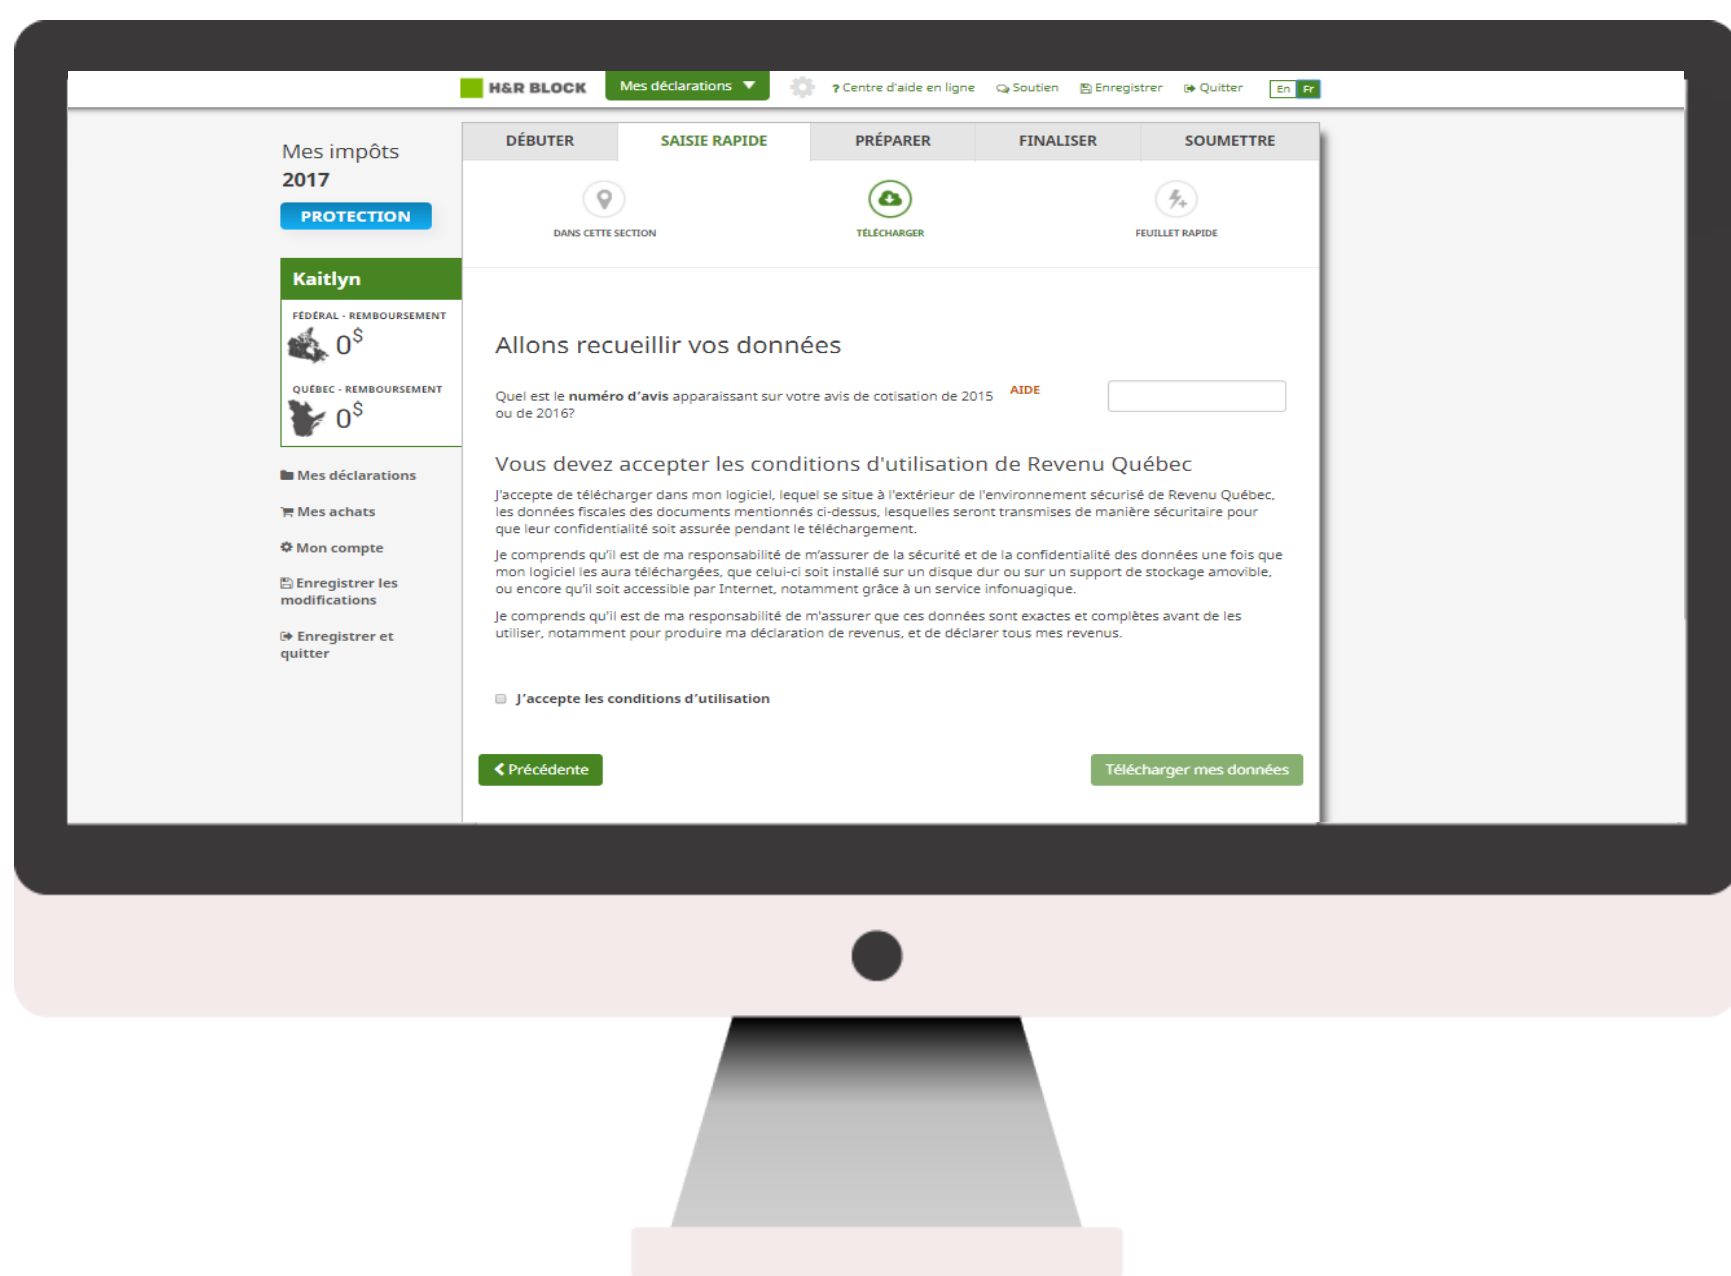 H&R BLOCK
Mes déclarations
? Centre d'aide en ligne
Soutien
Enregistrer
Quitter
En
Fr
Mes impôts
2017
PROTECTION
Kaitlyn
FÉDÉRAL - REMBOURSEMENT
0$
QUÉBEC - REMBOURSEMENT
0$
Mes déclarations
Mes achats
Mon compte
Enregistrer les
modifications
Enregistrer et
quitter
DÉBUTER
SAISIE RAPIDE
PRÉPARER
FINALISER
SOUMETTRE
DANS CETTE SECTION
TÉLÉCHARGER
FEUILLET RAPIDE
Allons recueillir vos données
Quel est le numéro d'avis apparaissant sur votre avis de cotisation de 2015
ou de 2016?
AIDE
Vous devez accepter les conditions d'utilisation de Revenu Québec
J'accepte de télécharger dans mon logiciel, lequel se situe à l'extérieur de l'environnement sécurisé de Revenu Québec,
les données fiscales des documents mentionnés ci-dessus, lesquelles seront transmises de manière sécuritaire pour
que leur confidentialité soit assurée pendant le téléchargement.
Je comprends qu'il est de ma responsabilité de m'assurer de la sécurité et de la confidentialité des données une fois que
mon logiciel les aura téléchargées, que celui-ci soit installé sur un disque dur ou sur un support de stockage amovible,
ou encore qu'il soit accessible par Internet, notamment grâce à un service infonuagique.
Je comprends qu'il est de ma responsabilité de m'assurer que ces données sont exactes et complètes avant de les
utiliser, notamment pour produire ma déclaration de revenus, et de déclarer tous mes revenus.
J'accepte les conditions d'utilisation
Précédente
Télécharger mes données